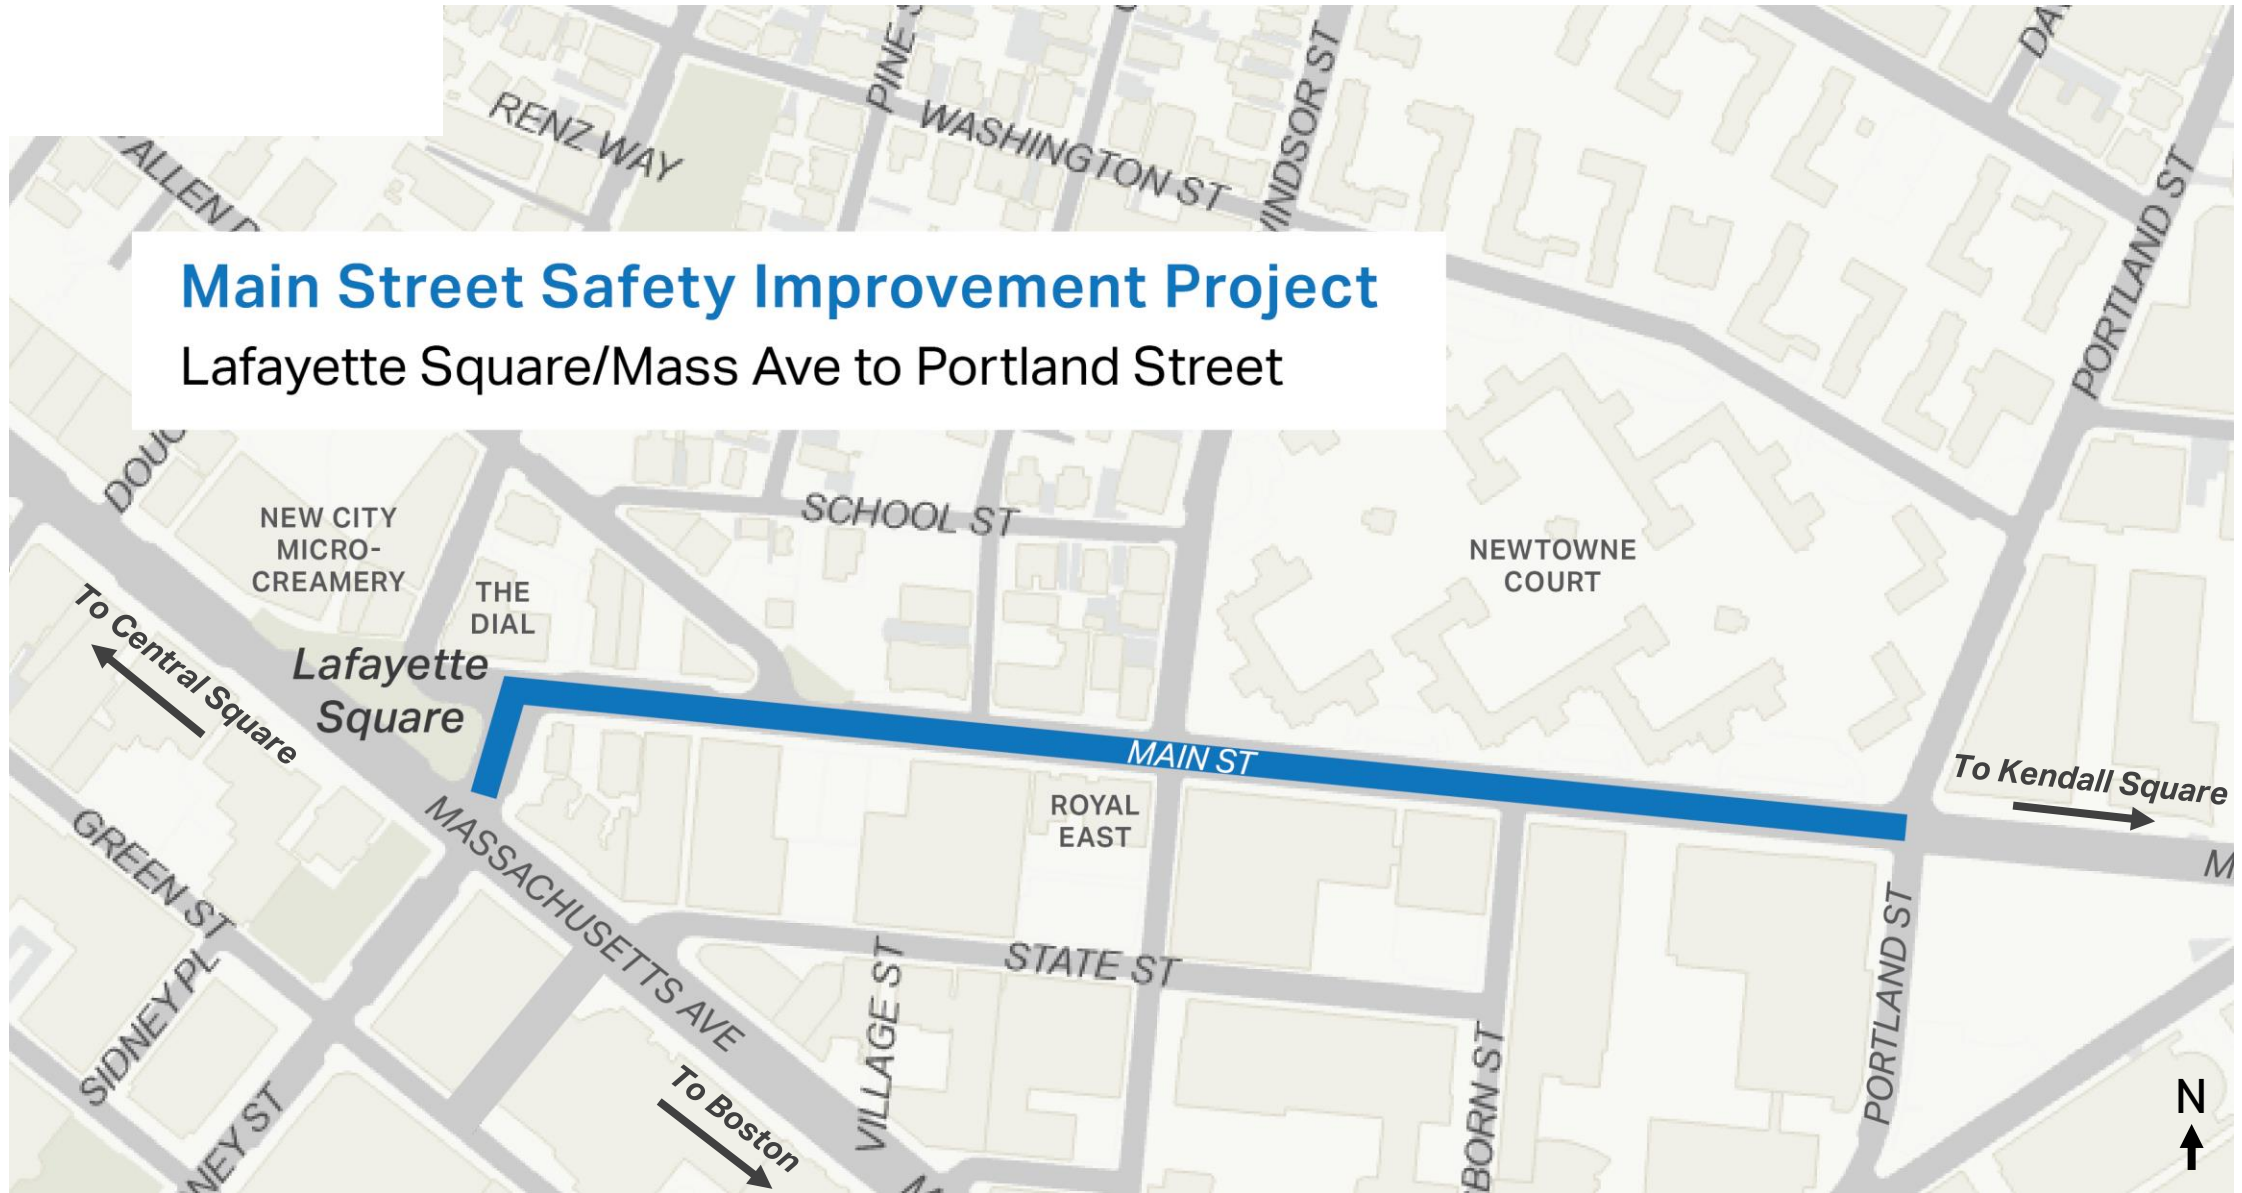 PINE S
RENZ WAY
WASHINGTON ST
ALLEN
PORTLAND ST
Main Street Safety Improvement Project
Lafayette Square/Mass Ave to Portland Street
SCHOOL ST
NEW CITY
MICRO-
CREAMERY
THE
DIAL
NEWTOWNE
COURT
To Central Square
Lafayette
Square
MAIN ST
To Kendall Square
ROYAL
EAST
MASSACHUSETTS AVE
GREEN ST
STATE ST
SIDNEY PL
VILLAGE ST
PORTLAND ST
To Boston
N